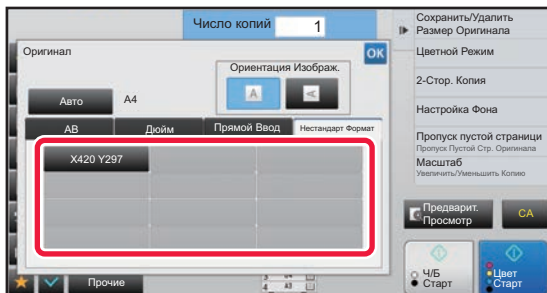 Число копий 1
Оригинал
OK
Ориентация Изображ.
A
A
Авто
A4
AB
Дюйм
Прямой Ввод
Нестандарт Формат
X420 Y297
Прочие
Сохранить/Удалить
Размер Оригинала
Цветной Режим
2-Стор. Копия
Настройка Фона
Пропуск пустой страници
Пропуск Пустой Стр. Оригинала
Масштаб
Увеличить/Уменьшить Копию
Предварит.
Просмотр
CA
Ч/Б
Старт
Цвет
Старт